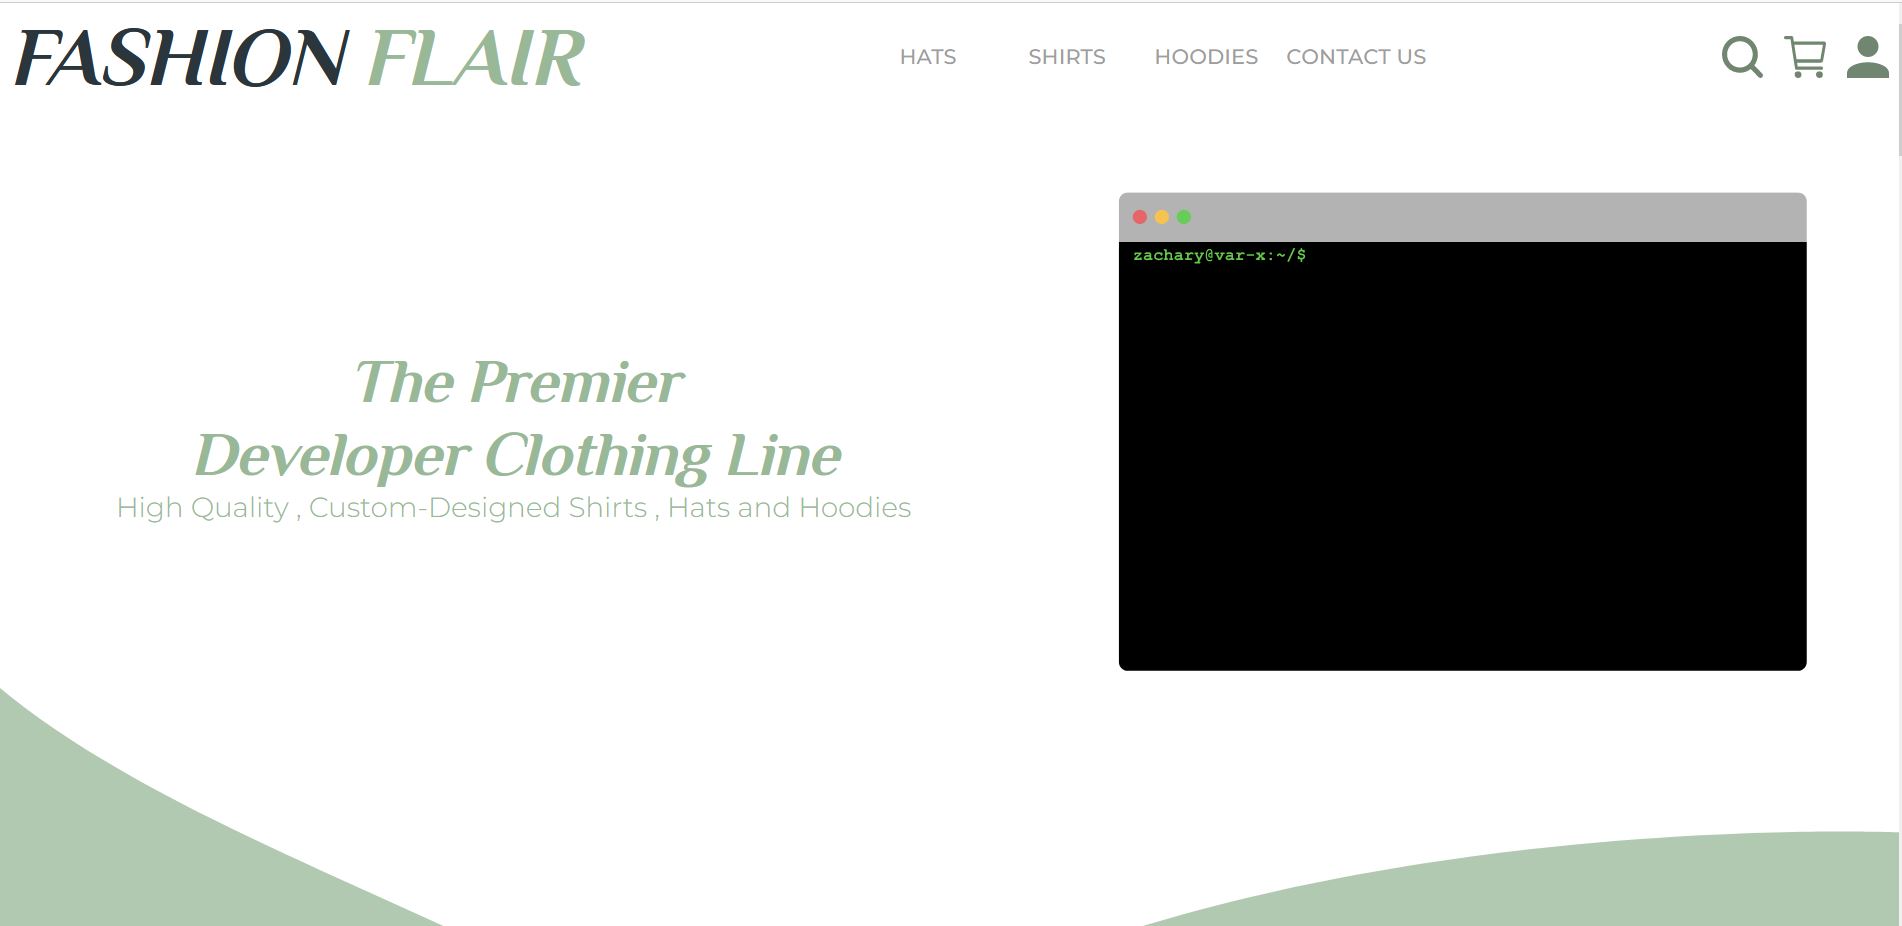 FASHION FLAIR
HATS SHIRTS HOODIES CONTACT US
The Premier
Developer Clothing Line
High Quality , Custom-Designed Shirts , Hats and Hoodies
zachary@var-x:~/$